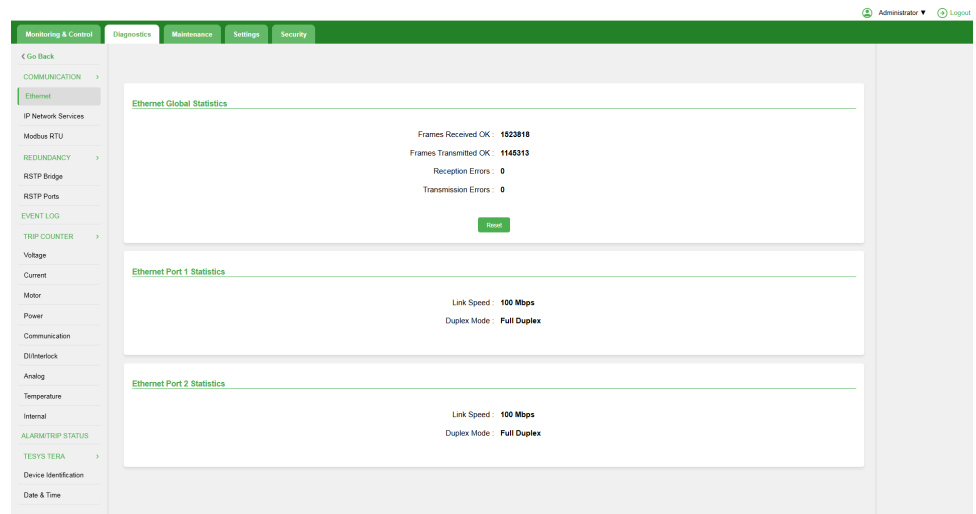 Administrator ▼ Logout
Monitoring & Control Diagnostics Maintenance Settings Security
Go Back
COMMUNICATION
Ethernet
IP Network Services
Modbus RTU
REDUNDANCY
RSTP Bridge
RSTP Ports
EVENT LOG
TRIP COUNTER
Voltage
Current
Motor
Power
Communication
DI/Interlock
Analog
Temperature
Internal
ALARM/TRIP STATUS
TESYS TERA
Device Identification
Date & Time
Ethernet Global Statistics
Frames Received OK : 1523818
Frames Transmitted OK : 1145313
Reception Errors : 0
Transmission Errors : 0
Reset
Ethernet Port 1 Statistics
Link Speed : 100 Mbps
Duplex Mode : Full Duplex
Ethernet Port 2 Statistics
Link Speed : 100 Mbps
Duplex Mode : Full Duplex